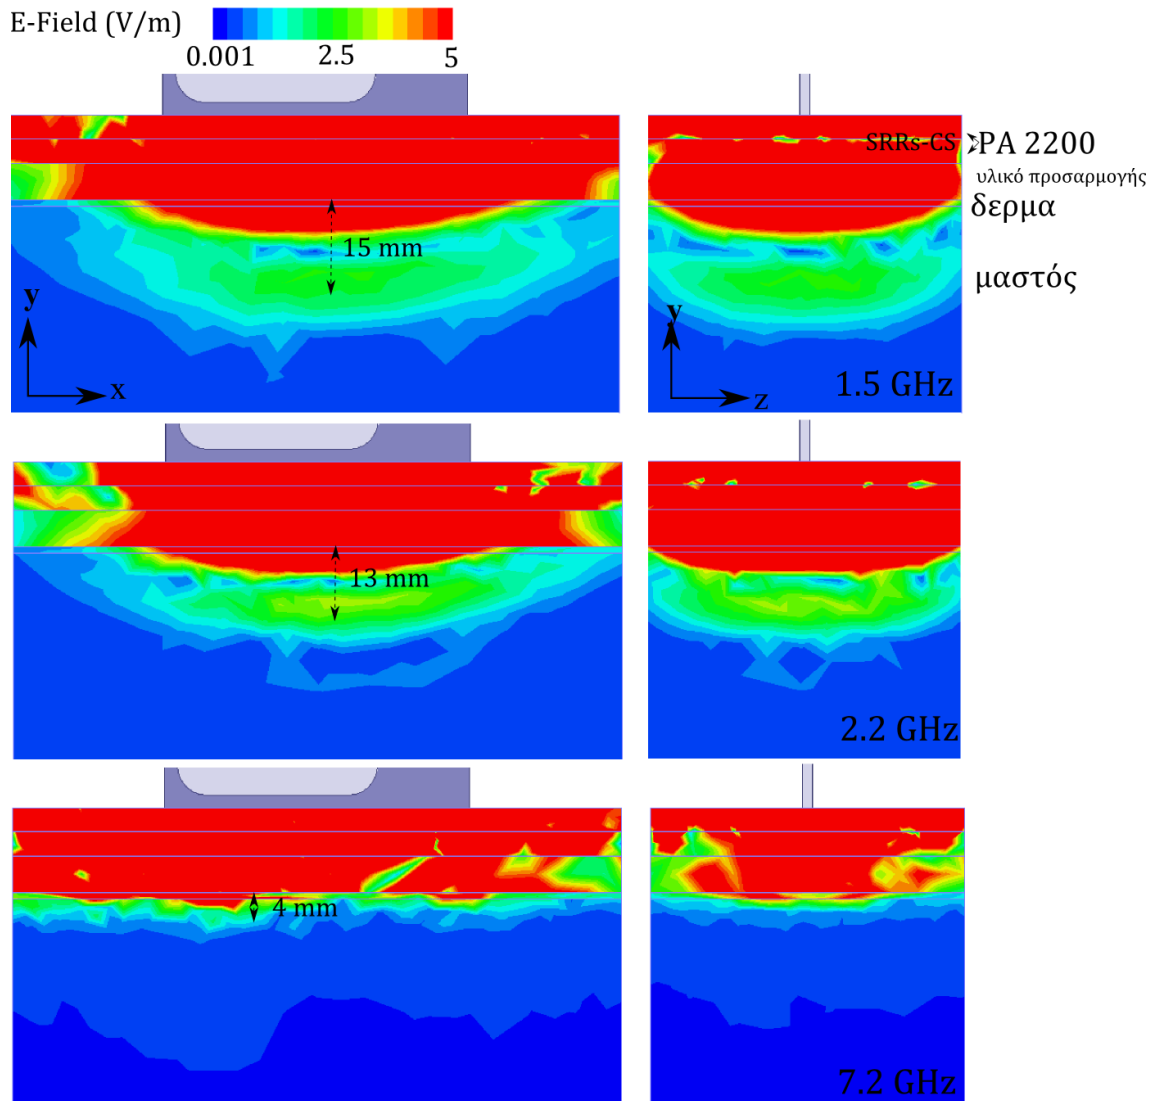 E-Field (V/m)
0.001 2.5 5
SRRs-CS PA 2200
υλικό προσαρμογής
δερμα
15 mm
μαστός
y
x
y
z
1.5 GHz
13 mm
2.2 GHz
4 mm
7.2 GHz